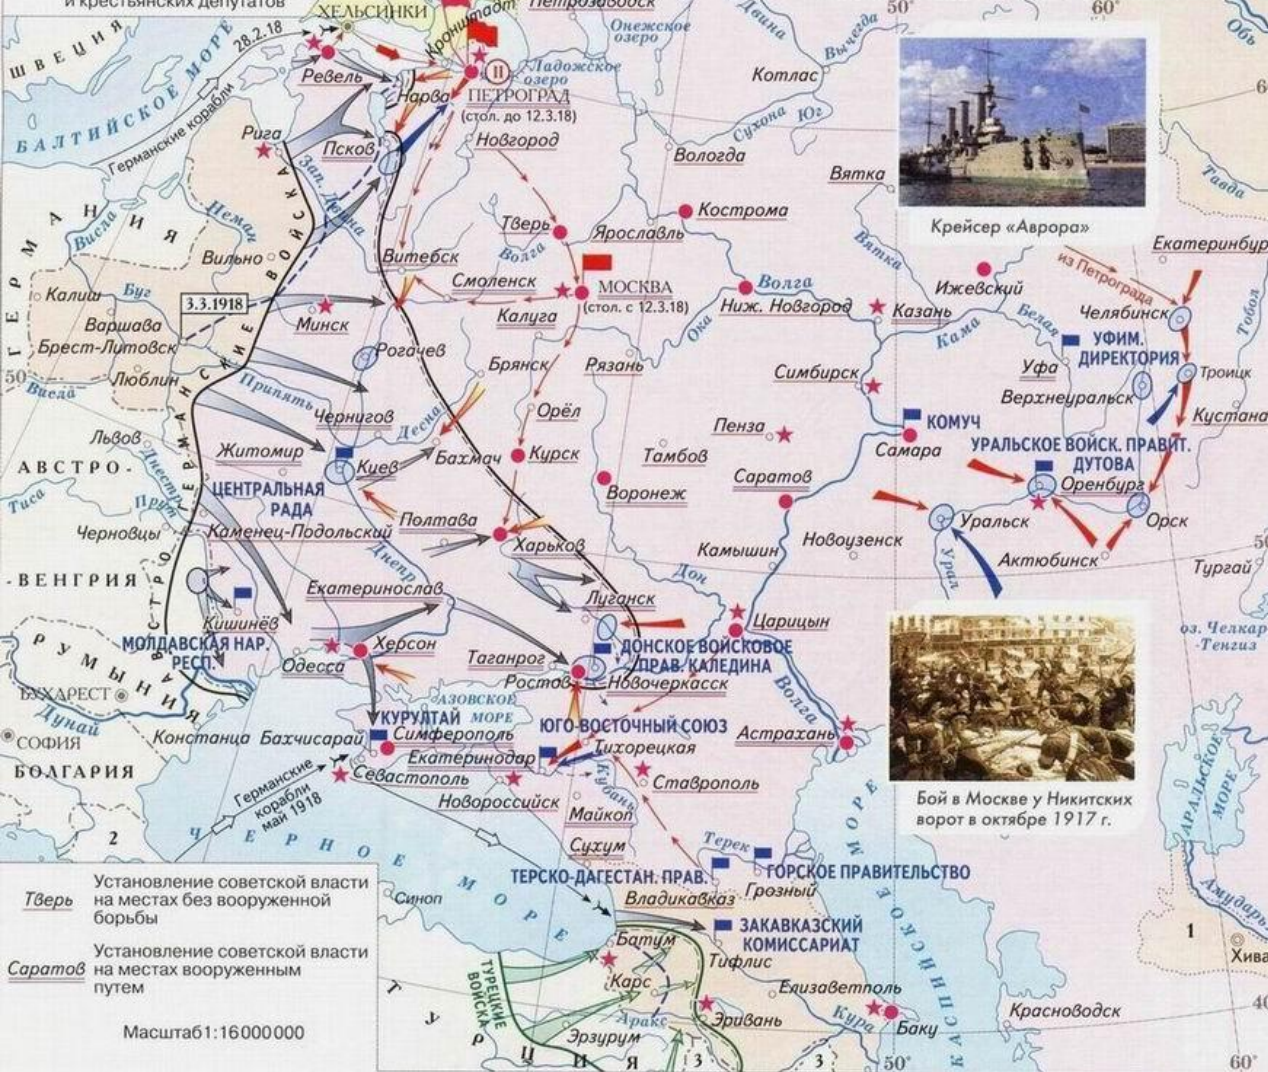 и крестьянских депутатов
ХЕЛЬСИНКИ
Кронштадт
Петрозаводск
Онежское
озеро
Двина
Вычегда
50°
60°
Обь
ШВЕЦИЯ
БАЛТИЙСКОЕ МОРЕ
28.2.18
Германские корабли
Ревель
Нарва
II
ПЕТРОГРАД
(стол. до 12.3.18)
Ладожское
озеро
Котлас
Сухона
Юг
Рига
Псков
Новгород
Вологда
Вятка
Крейсер «Аврора»
Тавда
ГЕРМАНИЯ
Висла
Неман
Зап. Двина
Вильно
Витебск
Тверь
Волга
Ярославль
Кострома
Вятка
Екатеринбур
из Петрограда
Калиш
Буг
3.3.1918
Минск
Смоленск
МОСКВА
(стол. с 12.3.18)
Калуга
Ока
Волга
Ниж. Новгород
Казань
Кама
Ижевский
Белая
Челябинск
Тобол
Варшава
Брест-Литовск
Люблин
50
Висла
ГЕРМАНСКИЕ ВОЙСКА
Рогачев
Брянск
Рязань
Симбирск
Уфа
УФИМ.
ДИРЕКТОРИЯ
Верхнеуральск
Троицк
Кустана
Припять
Чернигов
Десна
Орёл
Пенза
КОМУЧ
Самара
Львов
Житомир
Киев
Бахмач
Курск
Тамбов
УРАЛЬСКОЕ ВОЙСК. ПРАВИТ.
ДУТОВА
Оренбург
АВСТРО-
-ВЕНГРИЯ
Тиса
Днестр
Прут
ЦЕНТРАЛЬНАЯ
РАДА
Воронеж
Саратов
Черновцы
Каменец-Подольский
Полтава
Харьков
Камышин
Новоузенск
Уральск
Урал
Орск
Актюбинск
50
Тургай
Днепр
Дон
Екатеринослав
Луганск
Кишинёв
МОЛДАВСКАЯ НАР.
РЕСП.
РУМЫНИЯ
АВСТРО
Херсон
Одесса
Таганрог
Ростов
ДОНСКОЕ ВОЙСКОВОЕ
ПРАВ. КАЛЕДИНА
Новочеркасск
Царицын
Волга
оз. Челкар-
-Тенгиз
БУХАРЕСТ
Дунай
СОФИЯ
БОЛГАРИЯ
Констанца
Бахчисарай
КУРУЛТАЙ
Симферополь
АЗОВСКОЕ
МОРЕ
ЮГО-ВОСТОЧНЫЙ СОЮЗ
Екатеринодар
Тихорецкая
Астрахань
Германские
корабли
май 1918
Севастополь
Новороссийск
Кубань
Ставрополь
Майкоп
Бой в Москве у Никитских
ворот в октябре 1917 г.
АРАЛЬСКОЕ
МОРЕ
2
ЧЕРНОЕ МОРЕ
Сухум
Терек
ТЕРСКО-ДАГЕСТАН. ПРАВ.
ГОРСКОЕ ПРАВИТЕЛЬСТВО
Грозный
Владикавказ
Амударь
Тверь
Установление советской власти
на местах без вооруженной
борьбы
Саратов
Установление советской власти
на местах вооруженным
путем
Масштаб1:16000000
Синоп
Батум
ЗАКАВКАЗСКИЙ
КОМИССАРИАТ
Тифлис
1
Хива
ТУРЕЦКИЕ
ВОЙСКА
Карс
Елизаветполь
КАСПИЙСКОЕ МОРЕ
Красноводск
40
ТУРЦИЯ
Эрзурум
Аракс
Эривань
Кура
Баку
3
3
50°
60°